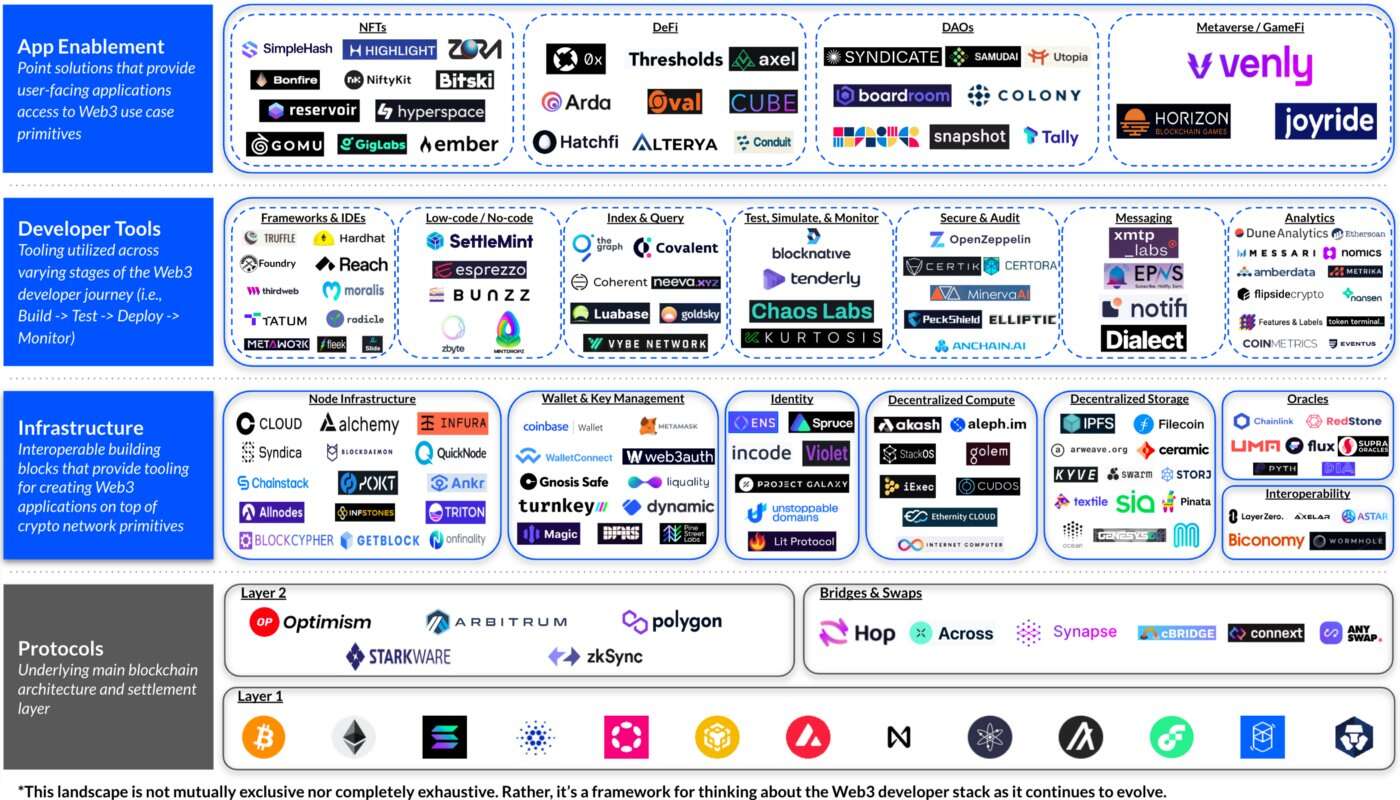 App Enablement
Point solutions that provide
user-facing applications
access to Web3 use case
primitives
NFTs
SimpleHash
HIGHLIGHT
ZORA
Bonfire
NiftyKit
Bitski
reservoir
hyperspace
GOMU
GigLabs
ember
DeFi
0x
Thresholds
axel
Arda
Oval
CUBE
Hatchfi
ALTERYA
Conduit
DAOs
SYNDICATE
SAMUDAI
Utopia
boardroom
COLONY
snapshot
Tally
Metaverse / GameFi
venly
HORIZON
BLOCKCHAIN GAMES
joyride
Developer Tools
Tooling utilized across
varying stages of the Web3
developer journey (i.e.,
Build -> Test -> Deploy ->
Monitor)
Frameworks & IDEs
TRUFFLE
Hardhat
Foundry
Reach
thirdweb
moralis
TATUM
radicle
METAWORK
fleek
Slide
Low-code / No-code
SettleMint
esprezzo
BUNZZ
zbyte
MINTDROPZ
Index & Query
the
graph
Covalent
Coherent
neeva.xyz
Luabase
goldsky
VYBE NETWORK
Test, Simulate, & Monitor
blocknative
tenderly
Chaos Labs
KURTOSIS
Secure & Audit
OpenZeppelin
CERTIK
CERTORA
MinervaAI
PeckShield
ELLIPTIC
ANCHAIN.AI
Messaging
xmtp
_labs
EPNS
notifi
Dialect
Analytics
Dune Analytics
Etherscan
MESSARI
nomics
amberdata
METRIKA
flipsidecrypto
nansen
Features & Labels
token terminal_
COINMETRICS
EVENTUS
Infrastructure
Interoperable building
blocks that provide tooling
for creating Web3
applications on top of
crypto network primitives
Node Infrastructure
CLOUD
alchemy
INFURA
Syndica
BLOCKDAEMON
QuickNode
Chainstack
POKT
Ankr
Allnodes
INFSTONES
TRITON
BLOCKCYPHER
GETBLOCK
onfinality
Wallet & Key Management
coinbase | Wallet
METAMASK
WalletConnect
web3auth
Gnosis Safe
liquality
turnkey
dynamic
Magic
Pine
Street
Labs
Identity
ENS
Spruce
incode
Violet
PROJECT GALAXY
unstoppable
domains
Lit Protocol
Decentralized Compute
akash
aleph.im
StackOS
golem
iExec
CUDOS
Ethernity CLOUD
INTERNET COMPUTER
Decentralized Storage
IPFS
Filecoin
arweave.org
ceramic
KYVE
swarm
STORJ
textile
sia
Pinata
ocean
Oracles
Chainlink
RedStone
UMA
flux
SUPRA
ORACLES
PYTH
DIA
Interoperability
LayerZero.
AXELAR
ASTAR
Biconomy
WORMHOLE
Protocols
Underlying main blockchain
architecture and settlement
layer
Layer 2
OP
Optimism
ARBITRUM
polygon
STARKWARE
zkSync
Bridges & Swaps
Hop
Across
Synapse
cBRIDGE
connext
ANY
SWAP.
Layer 1
*This landscape is not mutually exclusive nor completely exhaustive. Rather, it's a framework for thinking about the Web3 developer stack as it continues to evolve.